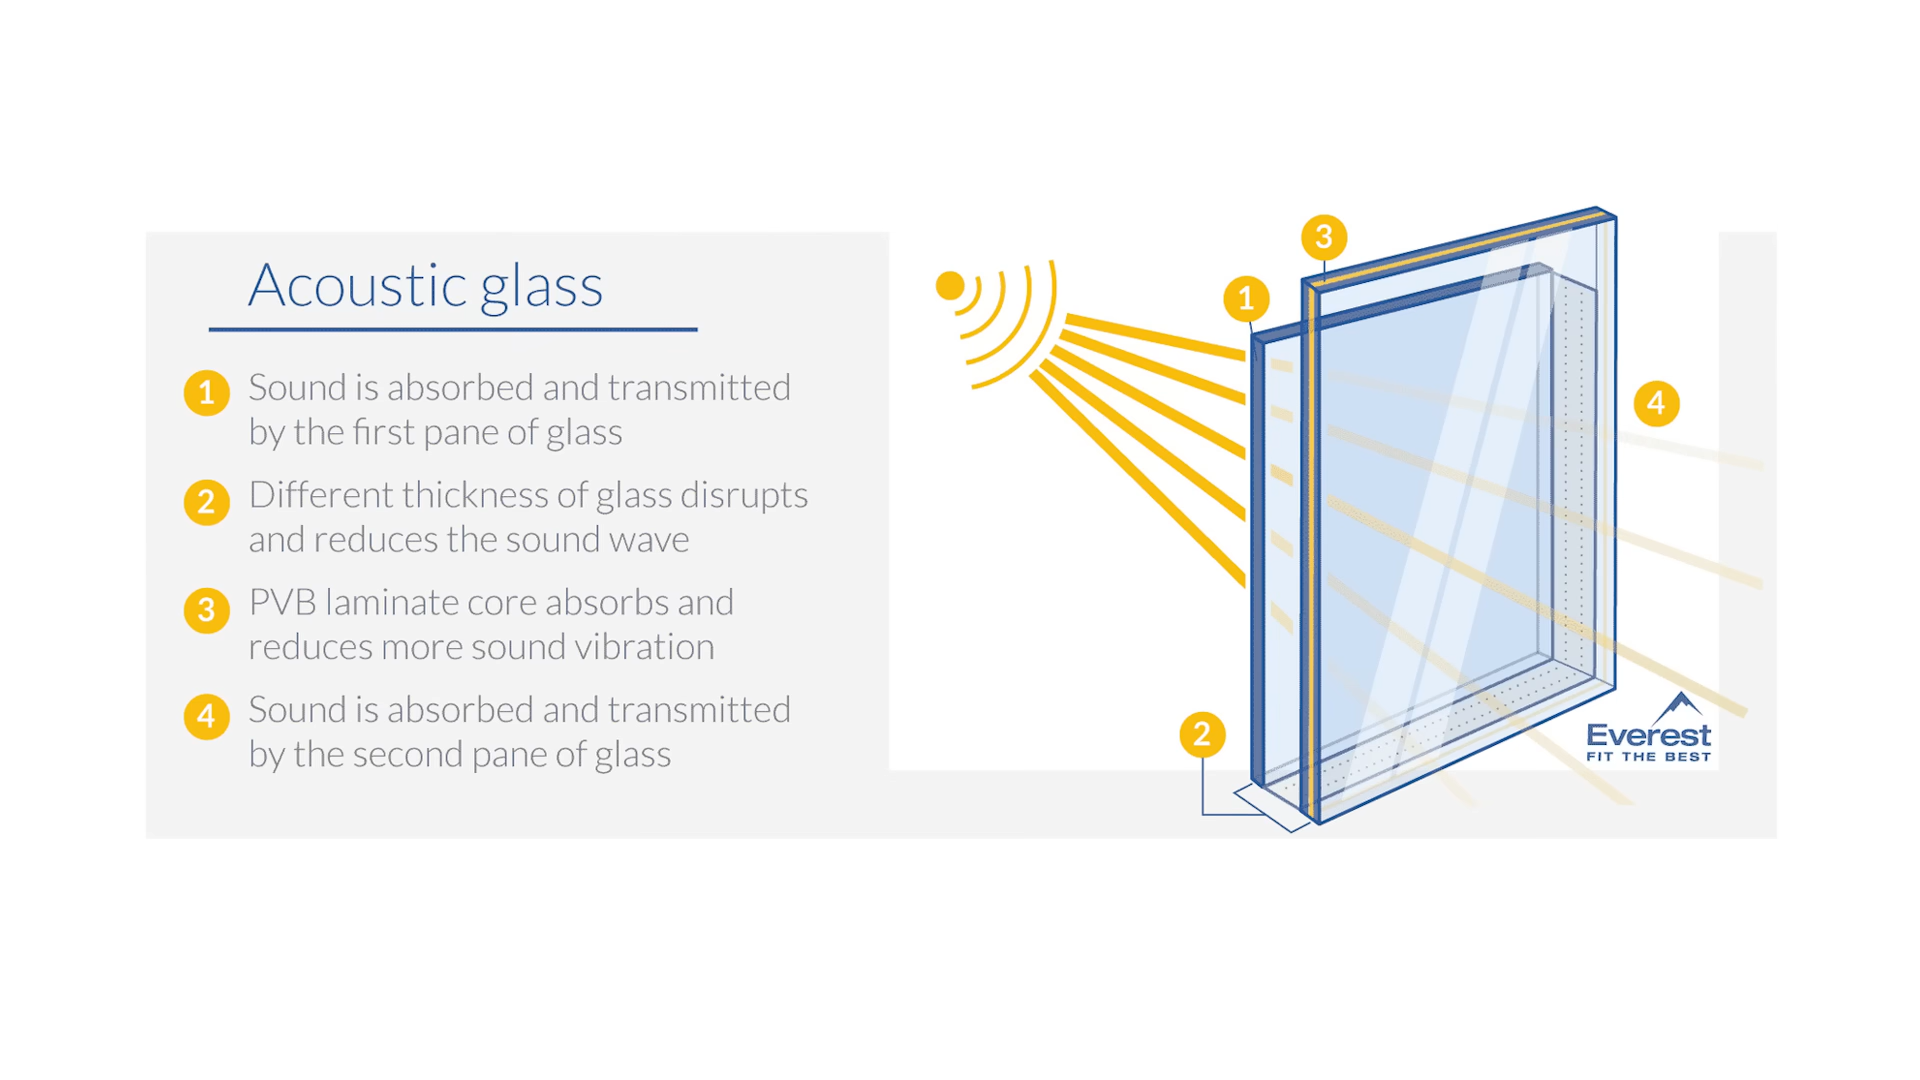 Acoustic glass
1 Sound is absorbed and transmitted
by the first pane of glass
2 Different thickness of glass disrupts
and reduces the sound wave
3 PVB laminate core absorbs and
reduces more sound vibration
4 Sound is absorbed and transmitted
by the second pane of glass
3
1
4
2
Everest
FIT THE BEST